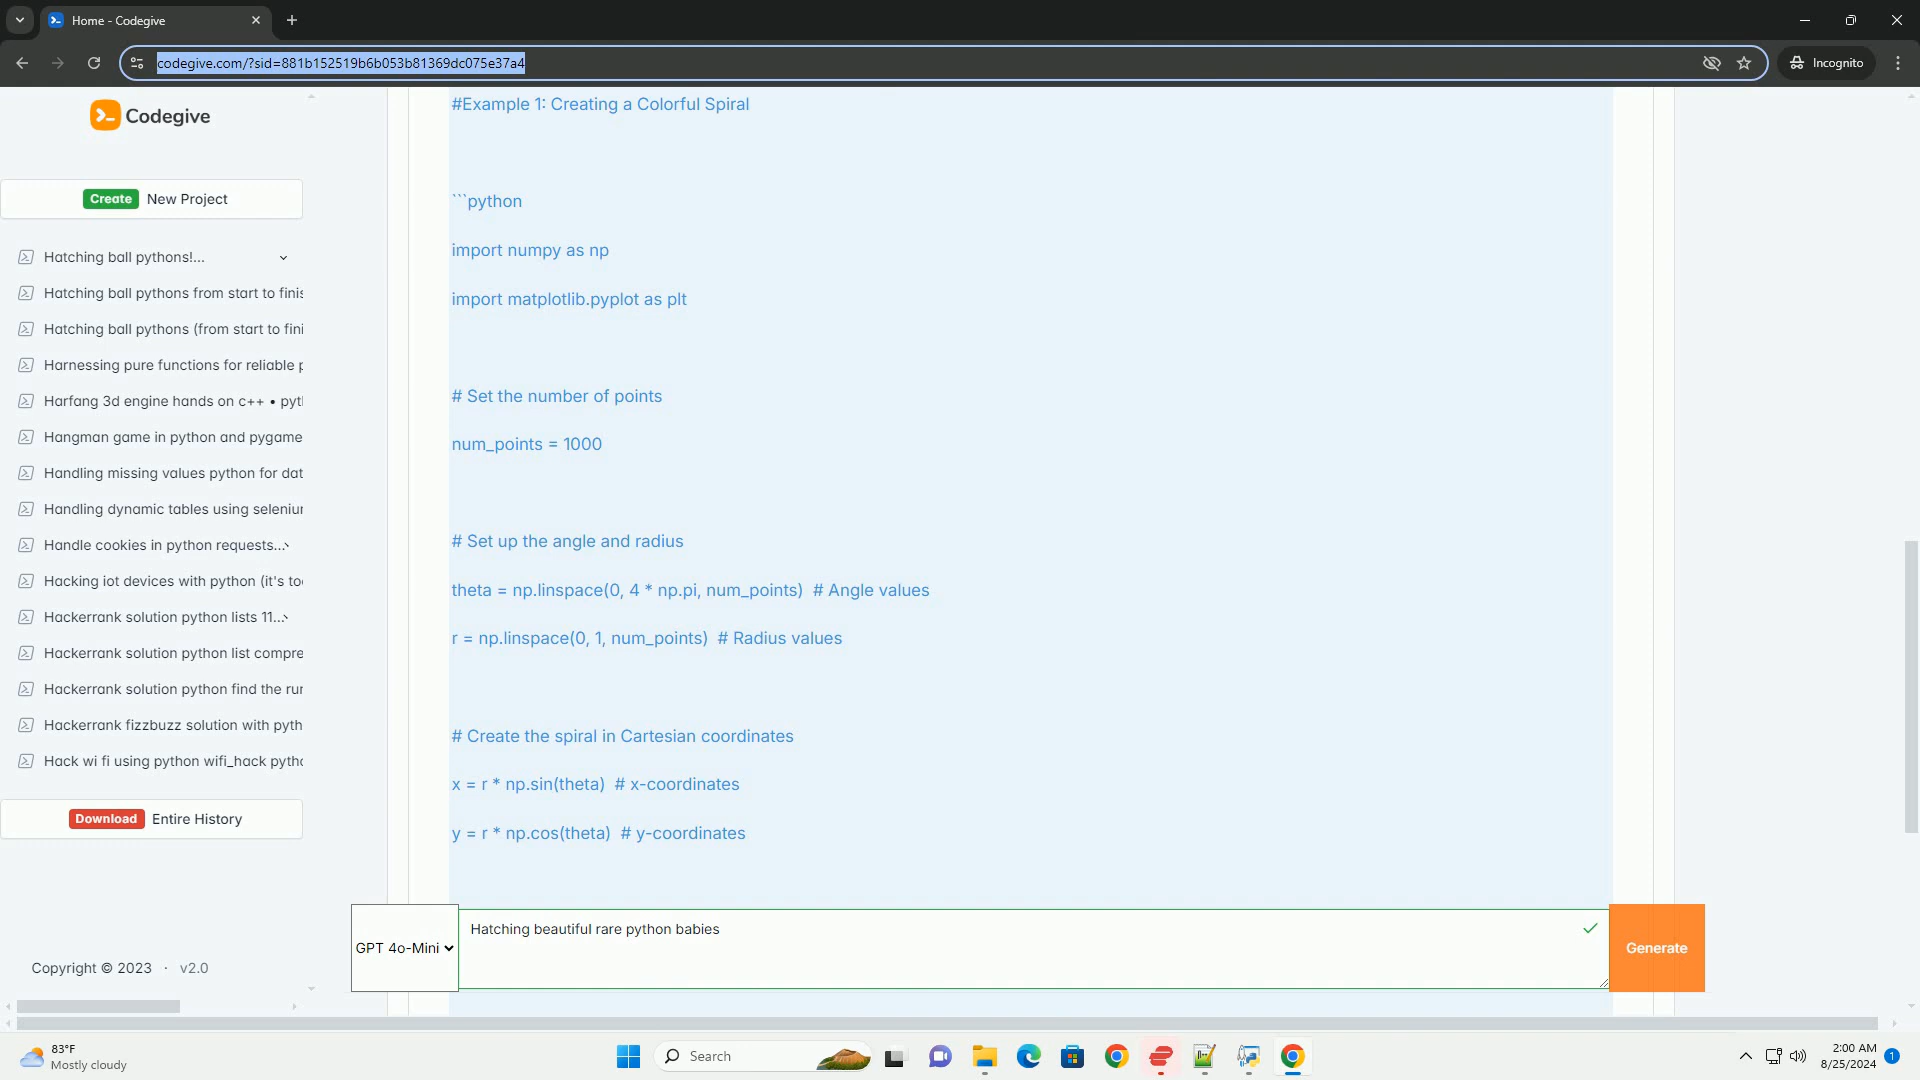 Home - Codegive
codegive.com/?sid=881b152519b6b053b81369dc075e37a4
Incognito
Codegive
Create New Project
Hatching ball pythons!...
Hatching ball pythons from start to finis
Hatching ball pythons (from start to fini
Harnessing pure functions for reliable p
Harfang 3d engine hands on c++ • pytl
Hangman game in python and pygame
Handling missing values python for dat
Handling dynamic tables using seleniur
Handle cookies in python requests...
Hacking iot devices with python (it's to
Hackerrank solution python lists 11...
Hackerrank solution python list compre
Hackerrank solution python find the rur
Hackerrank fizzbuzz solution with pyth
Hack wi fi using python wifi_hack pytho
Download Entire History
Copyright © 2023 · v2.0
#Example 1: Creating a Colorful Spiral
```python
import numpy as np
import matplotlib.pyplot as plt
# Set the number of points
num_points = 1000
# Set up the angle and radius
theta = np.linspace(0, 4 * np.pi, num_points)  # Angle values
r = np.linspace(0, 1, num_points)  # Radius values
# Create the spiral in Cartesian coordinates
x = r * np.sin(theta)  # x-coordinates
y = r * np.cos(theta)  # y-coordinates
GPT 4o-Mini
Hatching beautiful rare python babies
Generate
83°F
Mostly cloudy
Search
2:00 AM
8/25/2024
1